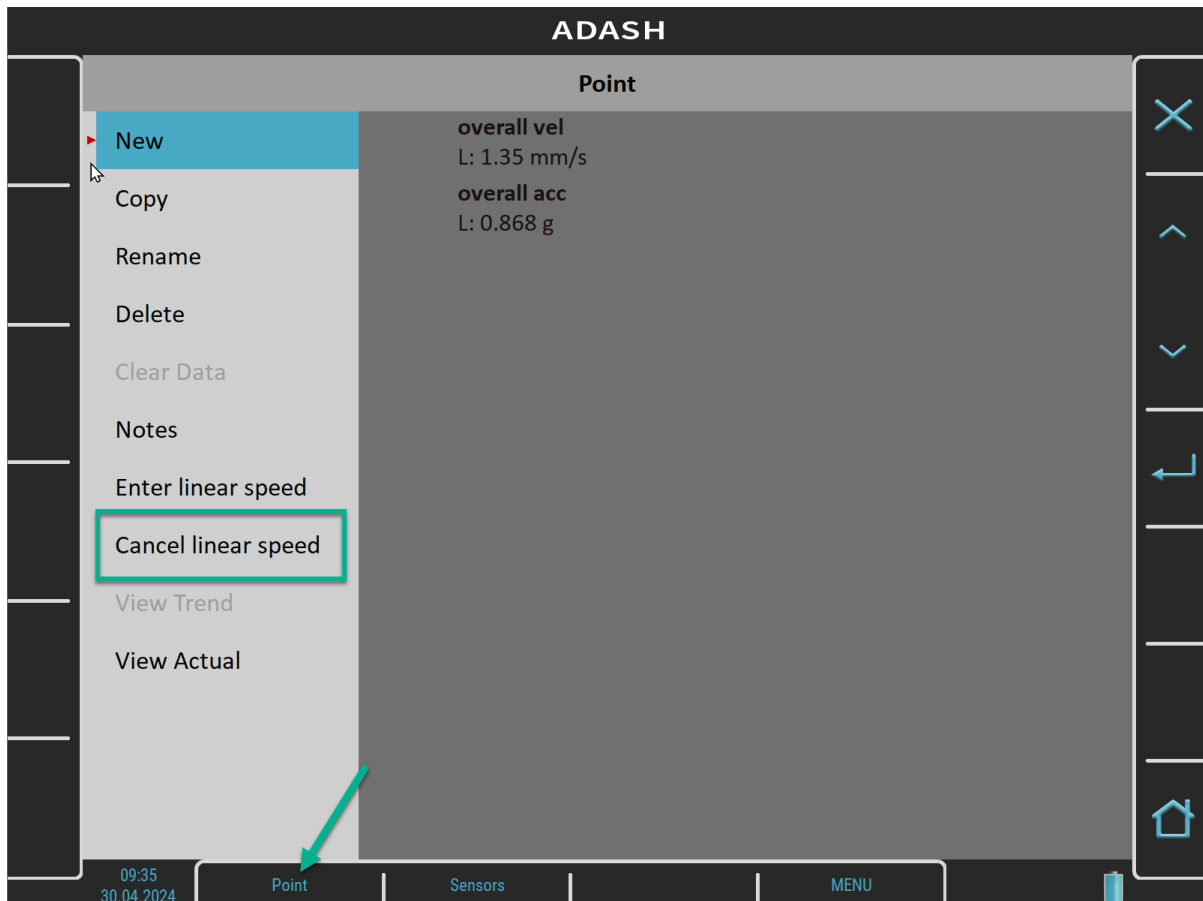 ADASH
Point
New
Copy
Rename
Delete
Clear Data
Notes
Enter linear speed
Cancel linear speed
View Trend
View Actual
overall vel
L: 1.35 mm/s
overall acc
L: 0.868 g
09:35
30.04.2024
Point
Sensors
MENU